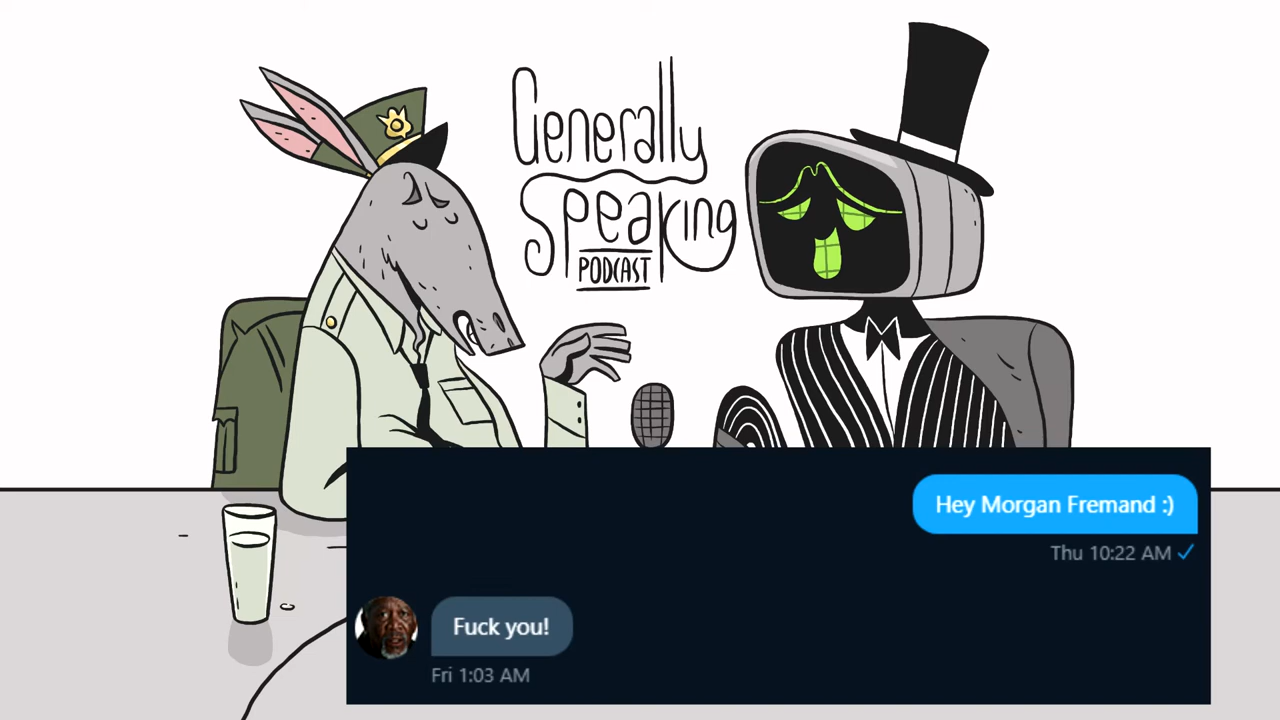 Generally
Speaking
PODCAST
Hey Morgan Fremand :)
Thu 10:22 AM ✓
Fuck you!
Fri 1:03 AM